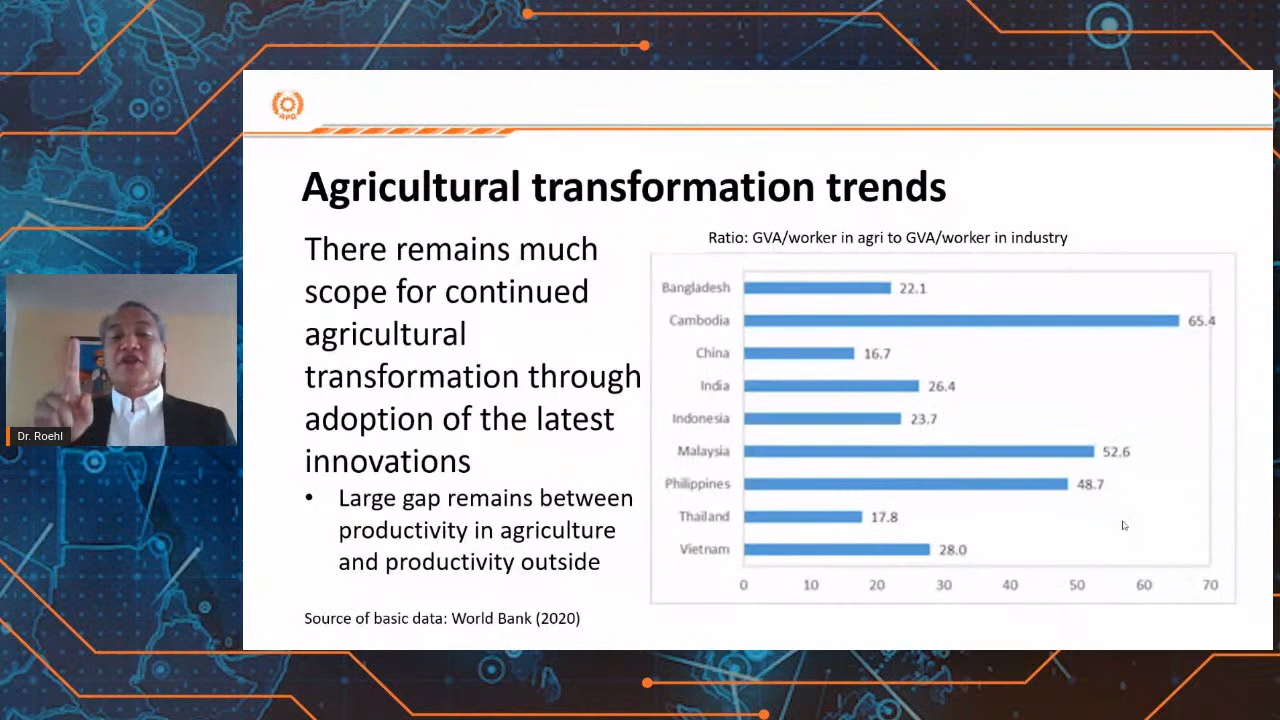 APO
Agricultural transformation trends
There remains much
scope for continued
agricultural
transformation through
adoption of the latest
innovations
• Large gap remains between
productivity in agriculture
and productivity outside
Source of basic data: World Bank (2020)
Ratio: GVA/worker in agri to GVA/worker in industry
Bangladesh 22.1
Cambodia 65.4
China 16.7
India 26.4
Indonesia 23.7
Malaysia 52.6
Philippines 48.7
Thailand 17.8
Vietnam 28.0
0 10 20 30 40 50 60 70
Dr. Roehl